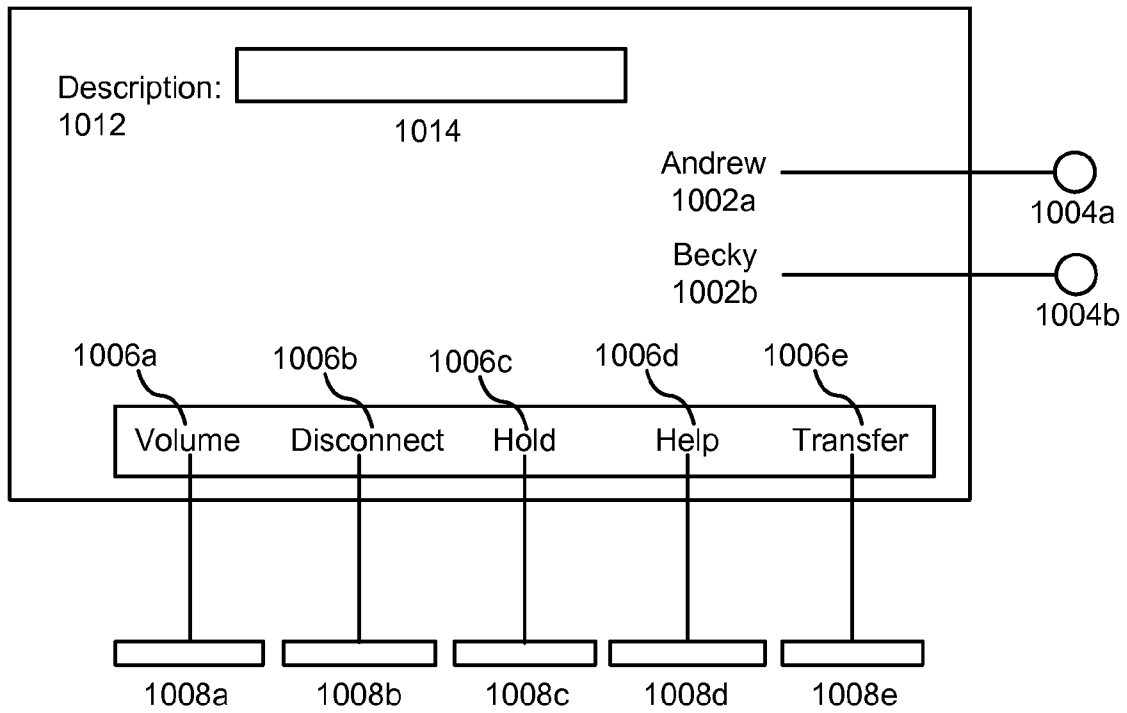 Description:
1012
1014
Andrew
1002a
1004a
Becky
1002b
1004b
1006a
1006b
1006c
1006d
1006e
Volume
Disconnect
Hold
Help
Transfer
1008a
1008b
1008c
1008d
1008e